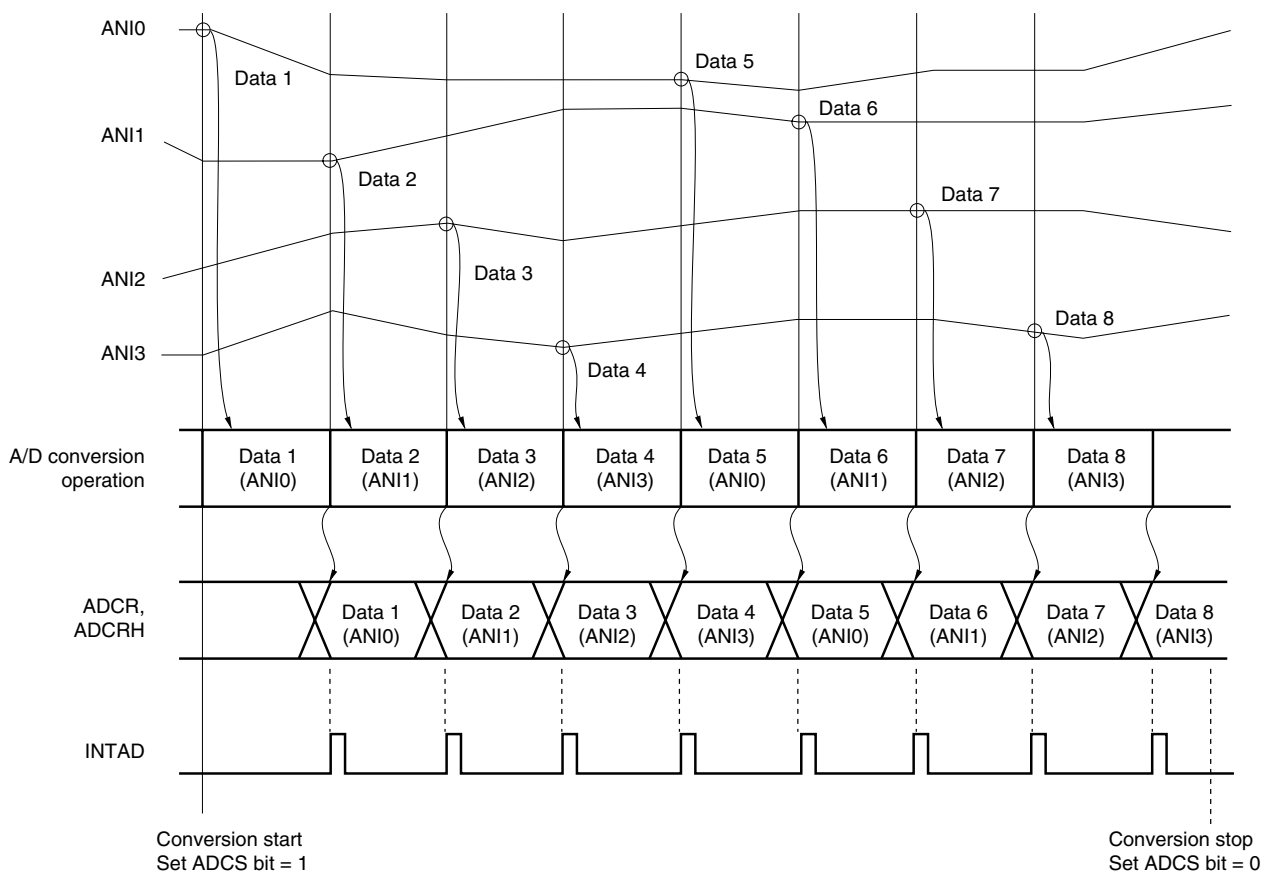 ANI0
Data 1
Data 5
Data 6
ANI1
Data 2
Data 7
ANI2
Data 3
ANI3
Data 4
Data 8
A/D conversion
operation
Data 1
(ANI0)
Data 2
(ANI1)
Data 3
(ANI2)
Data 4
(ANI3)
Data 5
(ANI0)
Data 6
(ANI1)
Data 7
(ANI2)
Data 8
(ANI3)
ADCR,
ADCRH
Data 1
(ANI0)
Data 2
(ANI1)
Data 3
(ANI2)
Data 4
(ANI3)
Data 5
(ANI0)
Data 6
(ANI1)
Data 7
(ANI2)
Data 8
(ANI3)
INTAD
Conversion start
Set ADCS bit = 1
Conversion stop
Set ADCS bit = 0